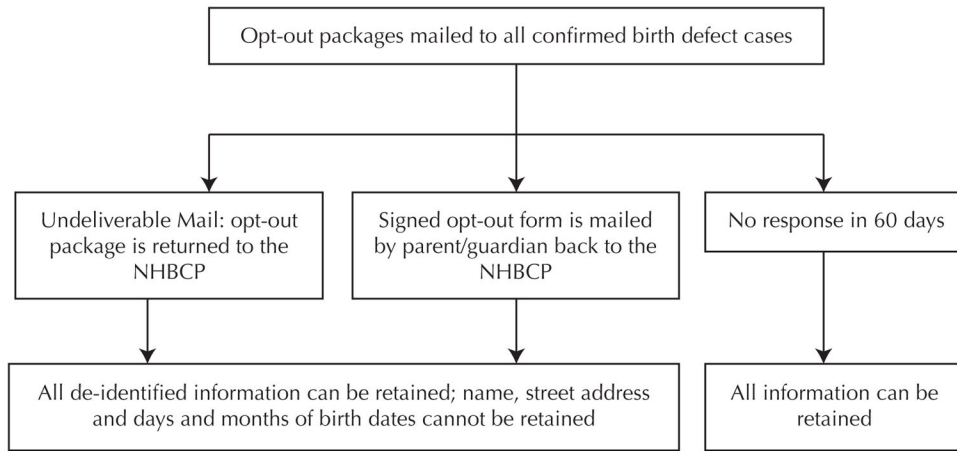 Opt-out packages mailed to all confirmed birth defect cases
Undeliverable Mail: opt-out
package is returned to the
NHBCP
Signed opt-out form is mailed
by parent/guardian back to the
NHBCP
No response in 60 days
All de-identified information can be retained; name, street address
and days and months of birth dates cannot be retained
All information can be
retained